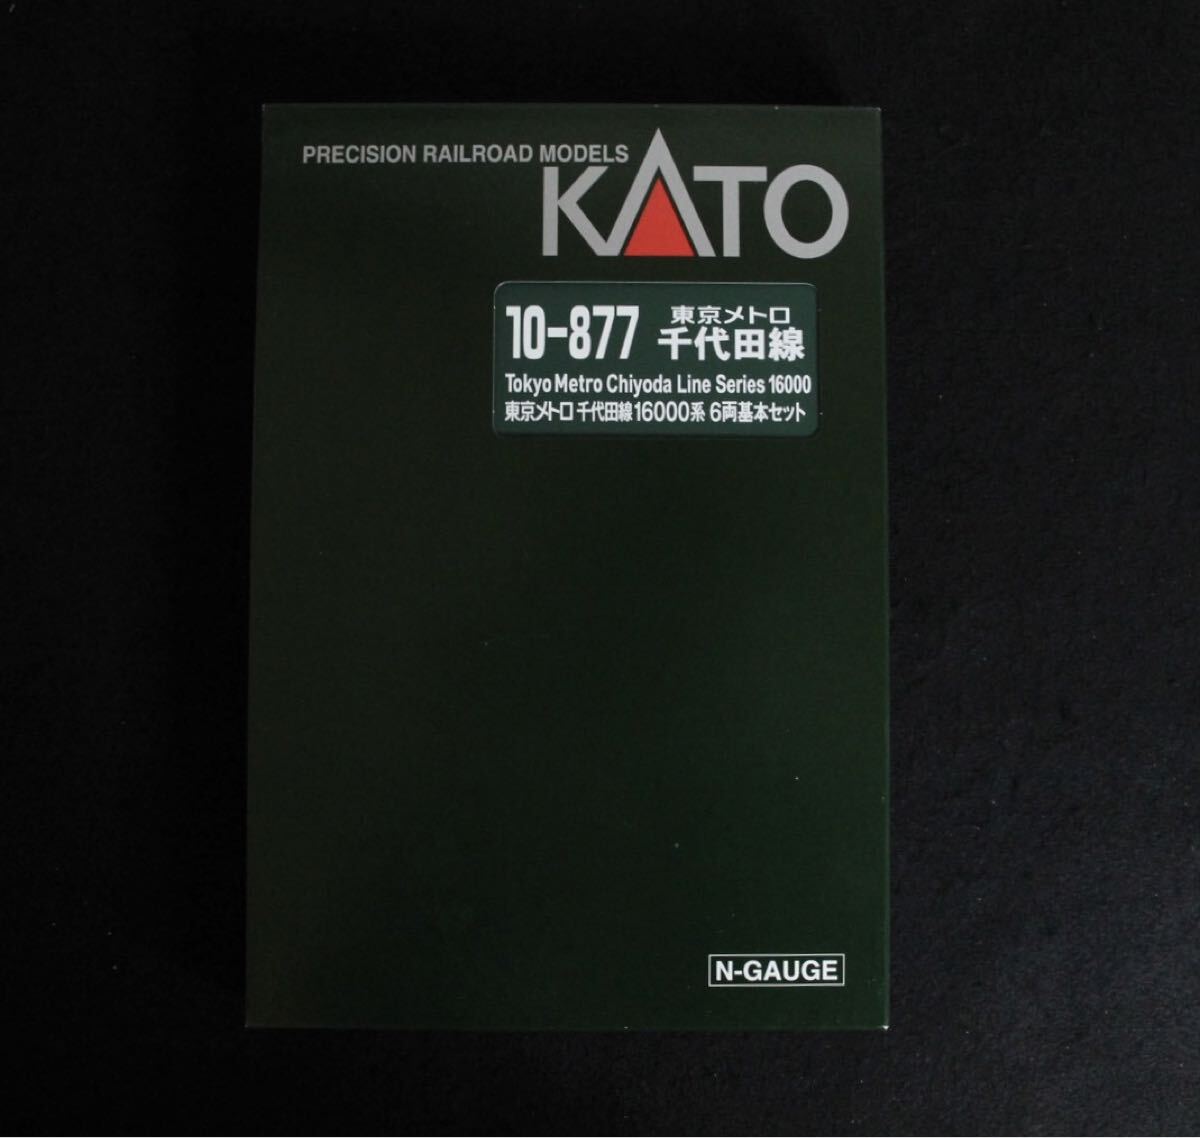 PRECISION RAILROAD MODELS
KATO
10-877 東京メトロ
千代田線
Tokyo Metro Chiyoda Line Series 16000
東京メトロ 千代田線16000系 6両基本セット
N-GAUGE